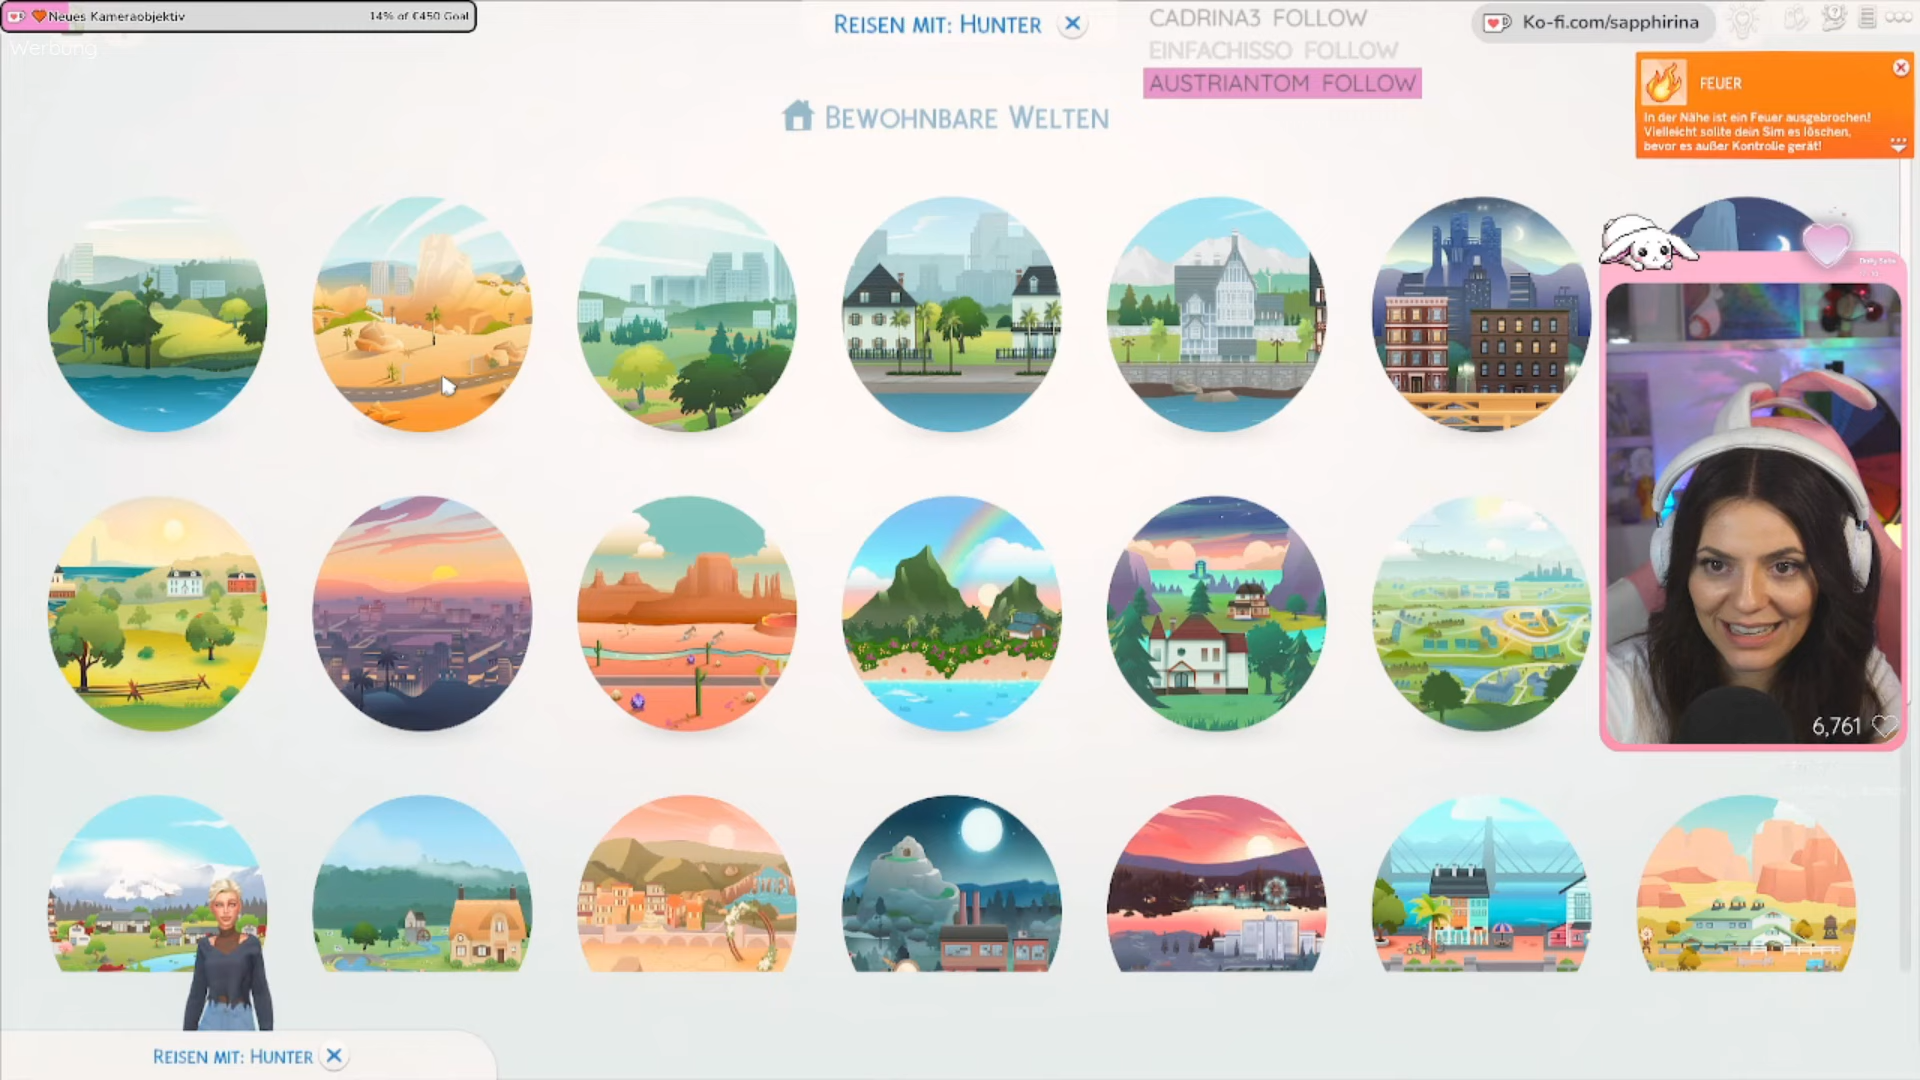 Neues Kameraobjektiv
14% of €450 Goal
Werbung
REISEN MIT: HUNTER
CADRINA3 FOLLOW
EINFACHISSO FOLLOW
AUSTRIANTOM FOLLOW
Ko-fi.com/sapphirina
BEWOHNBARE WELTEN
FEUER
In der Nähe ist ein Feuer ausgebrochen!
Vielleicht sollte dein Sim es löschen,
bevor es außer Kontrolle gerät!
6,761
REISEN MIT: HUNTER